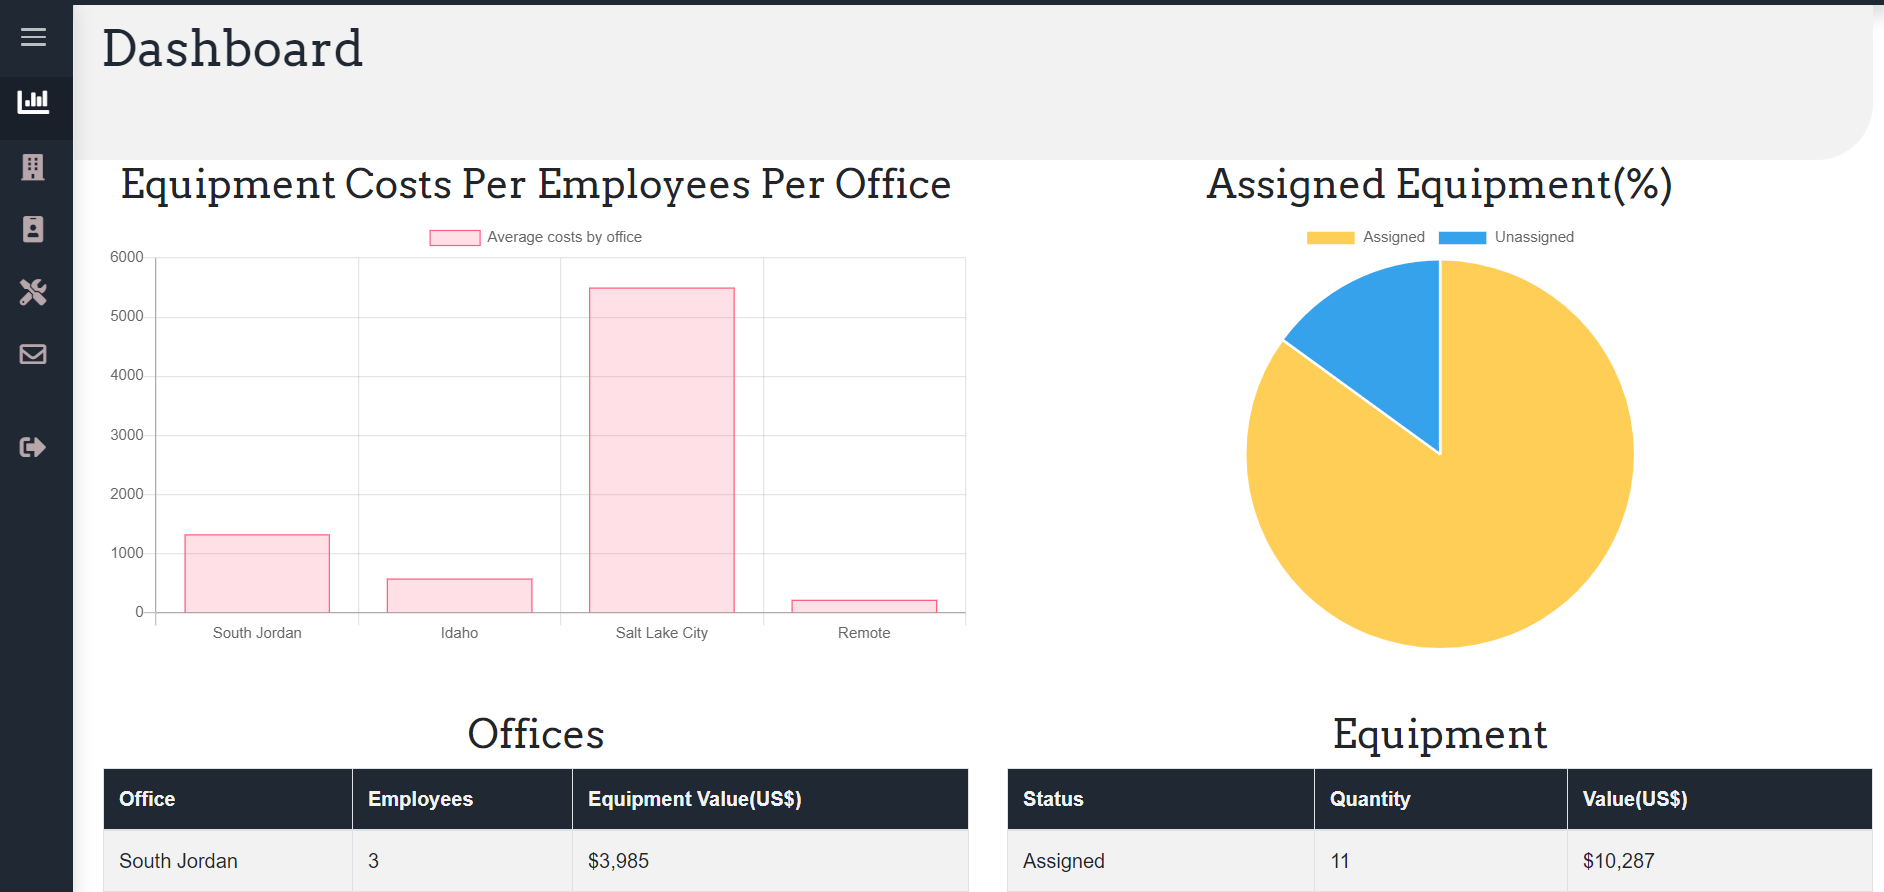 Dashboard
Equipment Costs Per Employees Per Office
Average costs by office
6000
5000
4000
3000
2000
1000
0
South Jordan Idaho Salt Lake City Remote
Assigned Equipment(%)
Assigned Unassigned
Offices
Office Employees Equipment Value(US$)
South Jordan 3 $3,985
Equipment
Status Quantity Value(US$)
Assigned 11 $10,287